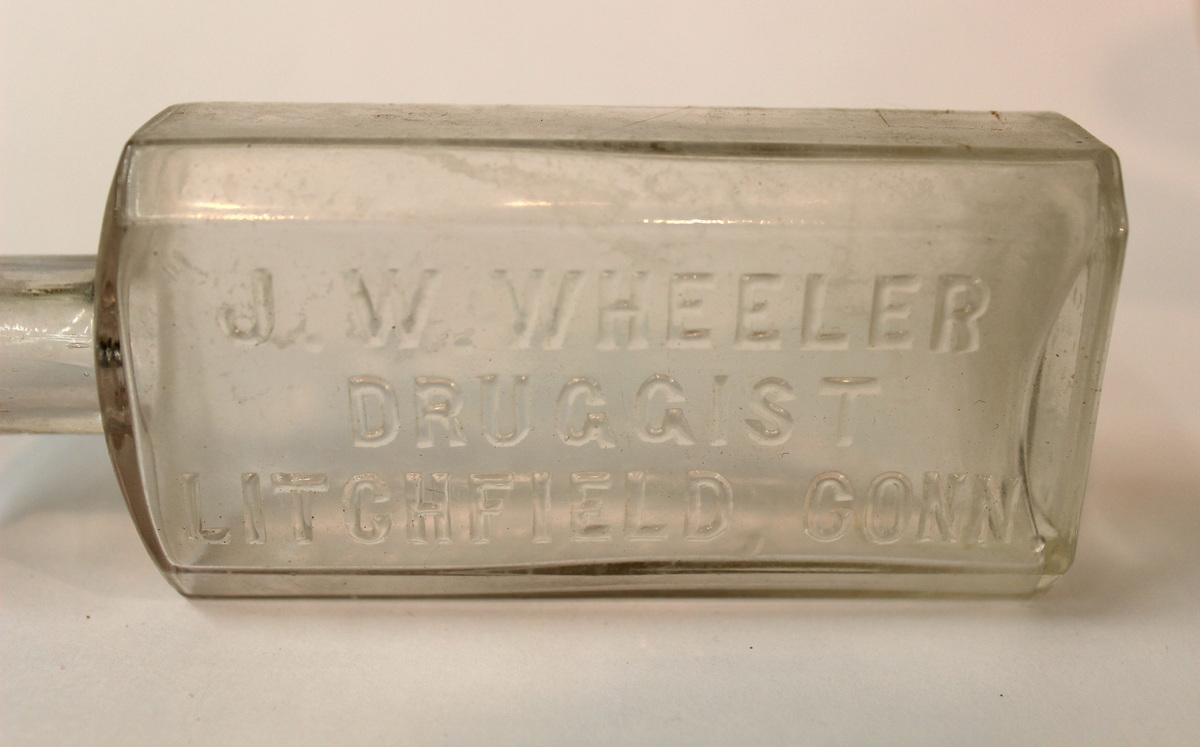 J. W. WHEELER
DRUGGIST
LITCHFIELD, CONN.